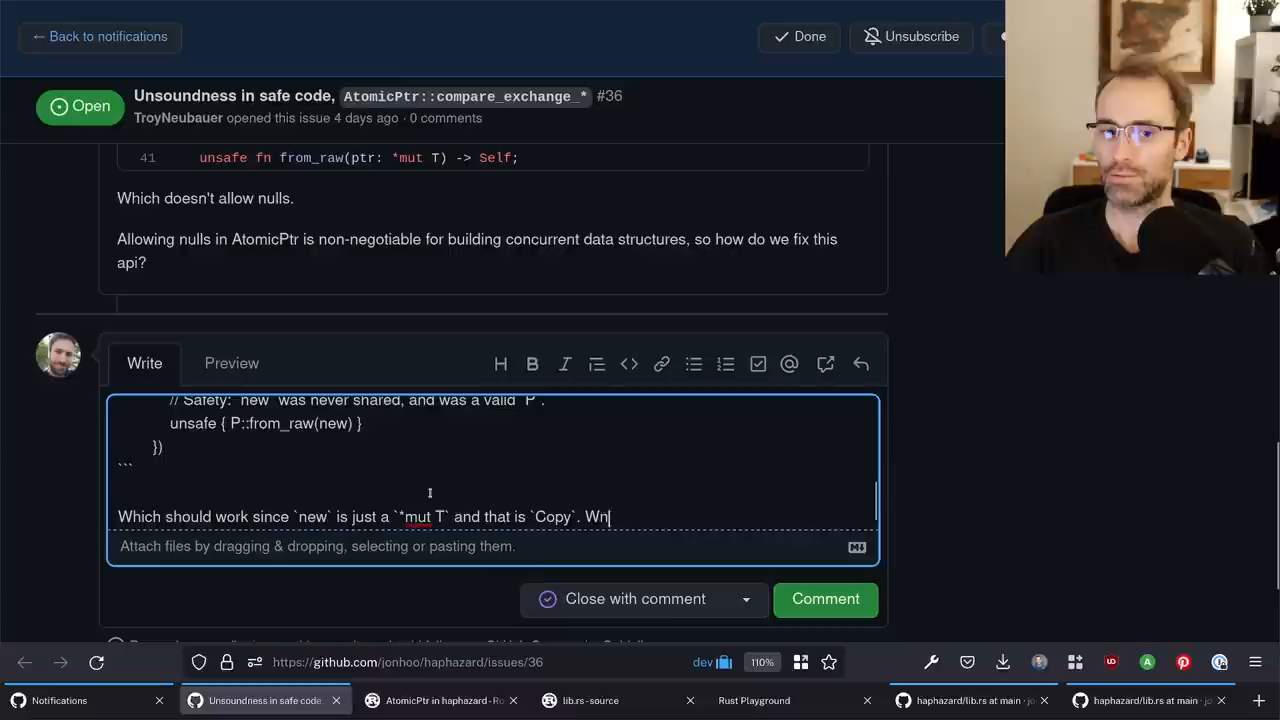 ← Back to notifications
Done
Unsubscribe
Open
Unsoundness in safe code, AtomicPtr::compare_exchange_* #36
TroyNeubauer opened this issue 4 days ago · 0 comments
41 unsafe fn from_raw(ptr: *mut T) -> Self;
Which doesn't allow nulls.
Allowing nulls in AtomicPtr is non-negotiable for building concurrent data structures, so how do we fix this
api?
Write
Preview
// Safety: `new` was never shared, and was a valid `P`.
unsafe { P::from_raw(new) }
})
```
Which should work since `new` is just a `*mut T` and that is `Copy`. Wn
Attach files by dragging & dropping, selecting or pasting them.
Close with comment
Comment
https://github.com/jonhoo/haphazard/issues/36
dev
110%
Notifications
Unsoundness in safe code,
AtomicPtr in haphazard - Ru
lib.rs - source
Rust Playground
haphazard/lib.rs at main · jo
haphazard/lib.rs at main · jo